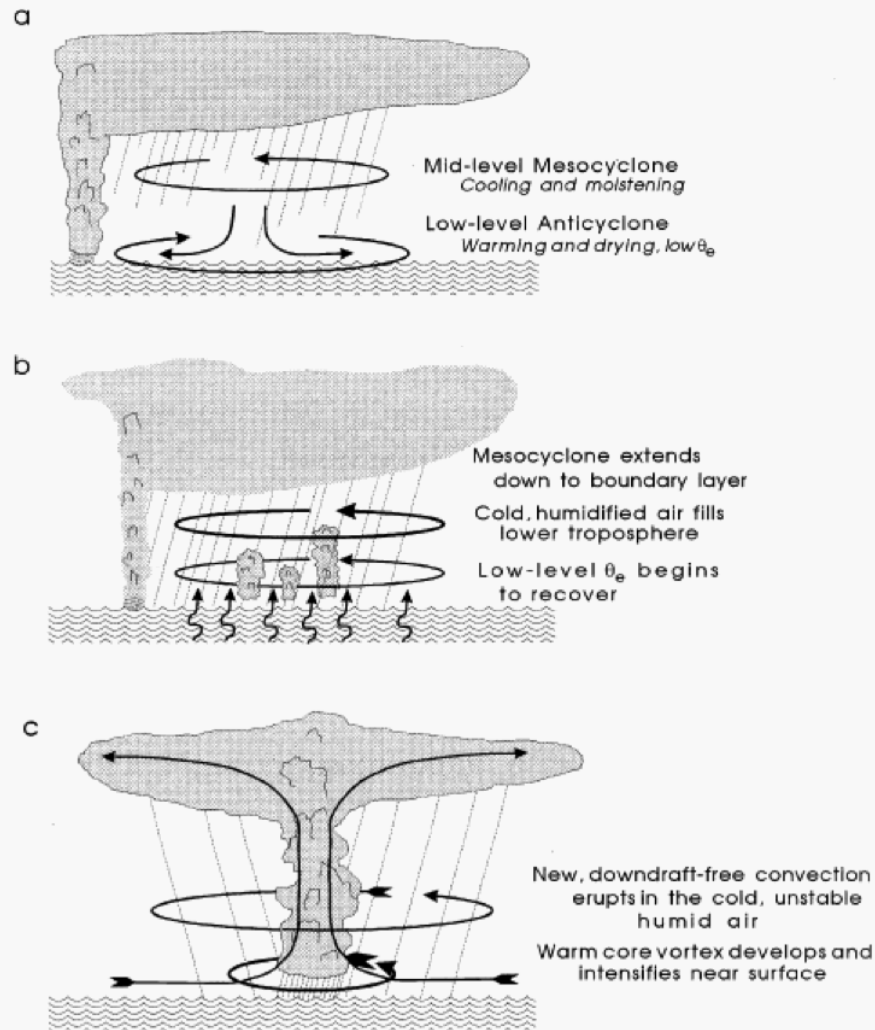 a
Mid-level Mesocyclone
Cooling and moistening
Low-level Anticyclone
Warming and drying, low θe
b
Mesocyclone extends
down to boundary layer
Cold, humidified air fills
lower troposphere
Low-level θe begins
to recover
c
New, downdraft-free convection
erupts in the cold, unstable
humid air
Warm core vortex develops and
intensifies near surface